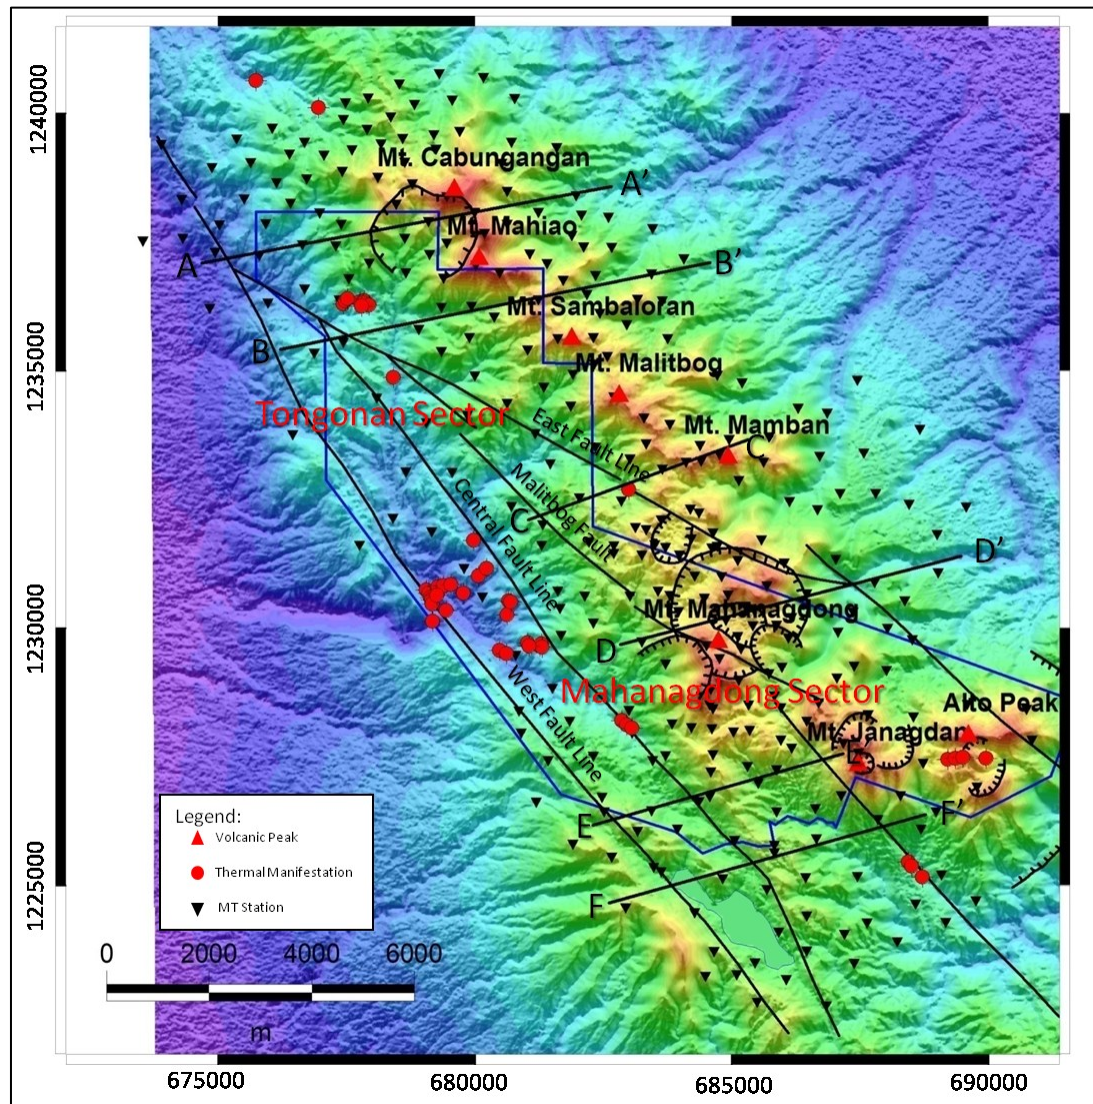 1240000
Mt. Cabungangan
A'
Mt. Mahiao
A
B'
Mt. Sambaloran
B
1235000
Mt. Malitbog
Tongonan Sector
East Fault Line
Mt. Mamban
C
Malitbog Fault
Central Fault Line
C
D'
1230000
Mt. Mahanagdong
D
West Fault Line
Mahanagdong Sector
Alto Peak
Mt. Janagdan
E'
E
F'
F
1225000
Legend:
Volcanic Peak
Thermal Manifestation
MT Station
0 2000 4000 6000
m
675000 680000 685000 690000